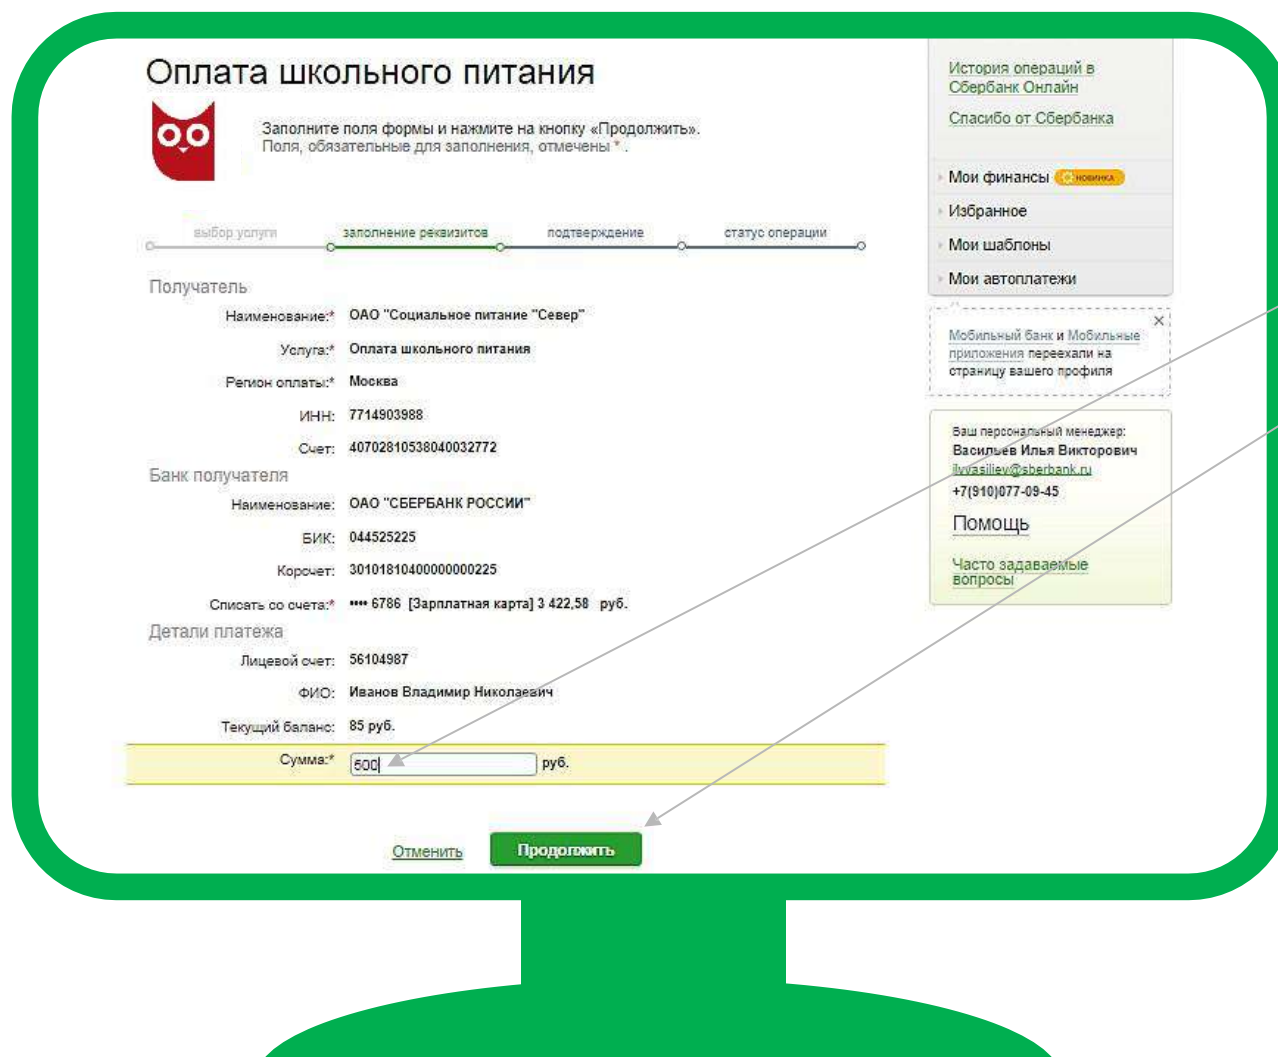 Оплата школьного питания
Заполните поля формы и нажмите на кнопку «Продолжить».
Поля, обязательные для заполнения, отмечены * .
выбор услуги
заполнение реквизитов
подтверждение
статус операции
Получатель
Наименование:* ОАО "Социальное питание "Север"
Услуга:* Оплата школьного питания
Регион оплаты:* Москва
ИНН: 7714903988
Счет: 40702810538040032772
Банк получателя
Наименование: ОАО "СБЕРБАНК РОССИИ"
БИК: 044525225
Корсчет: 30101810400000000225
Списать со счета:* •••• 6786 [Зарплатная карта] 3 422,58 руб.
Детали платежа
Лицевой счет: 56104987
ФИО: Иванов Владимир Николаевич
Текущий баланс: 85 руб.
Сумма:* 500 руб.
Отменить
Продолжить
История операций в
Сбербанк Онлайн
Спасибо от Сбербанка
Мои финансы НОВИНКА
Избранное
Мои шаблоны
Мои автоплатежи
Мобильный банк и Мобильные
приложения переехали на
страницу вашего профиля
Ваш персональный менеджер:
Васильев Илья Викторович
ilvvasiliev@sberbank.ru
+7(910)077-09-45
Помощь
Часто задаваемые
вопросы